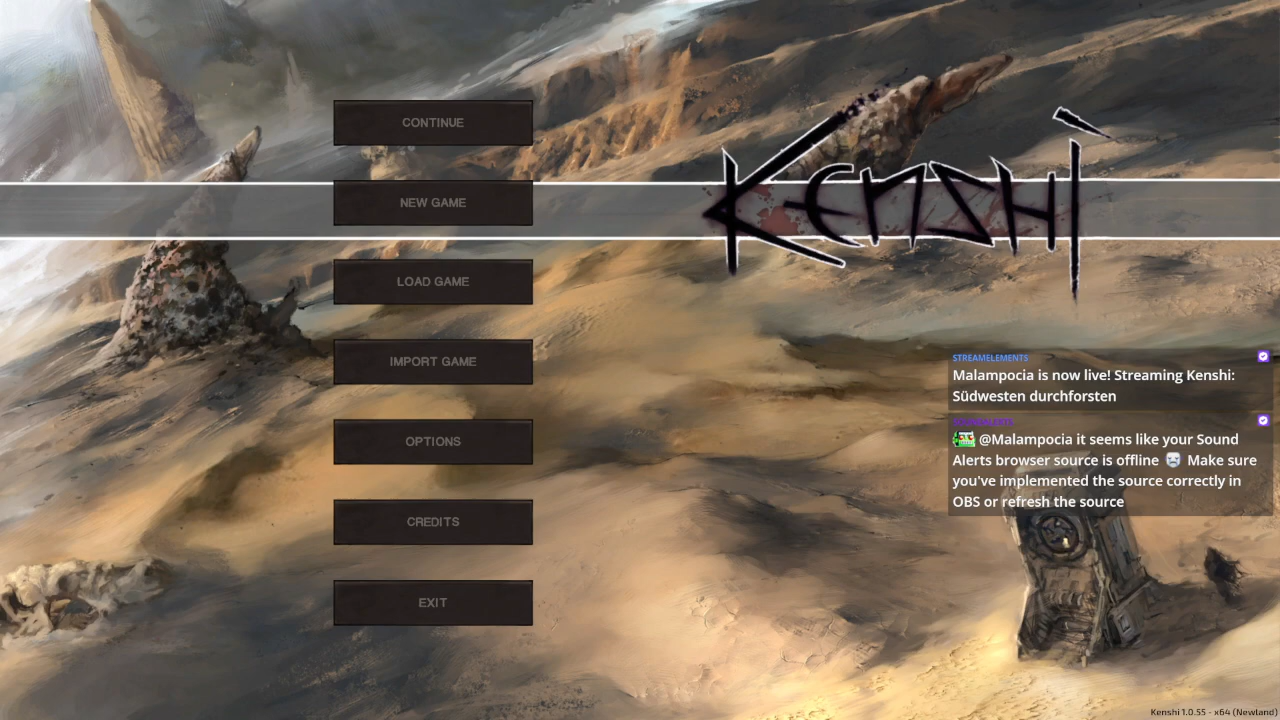 CONTINUE
NEW GAME
LOAD GAME
IMPORT GAME
OPTIONS
CREDITS
EXIT
KENSHI
STREAMELEMENTS
Malampocia is now live! Streaming Kenshi:
Südwesten durchforsten
SOUNDALERTS
@Malampocia it seems like your Sound
Alerts browser source is offline Make sure
you've implemented the source correctly in
OBS or refresh the source
Kenshi 1.0.55 - x64 (Newland)